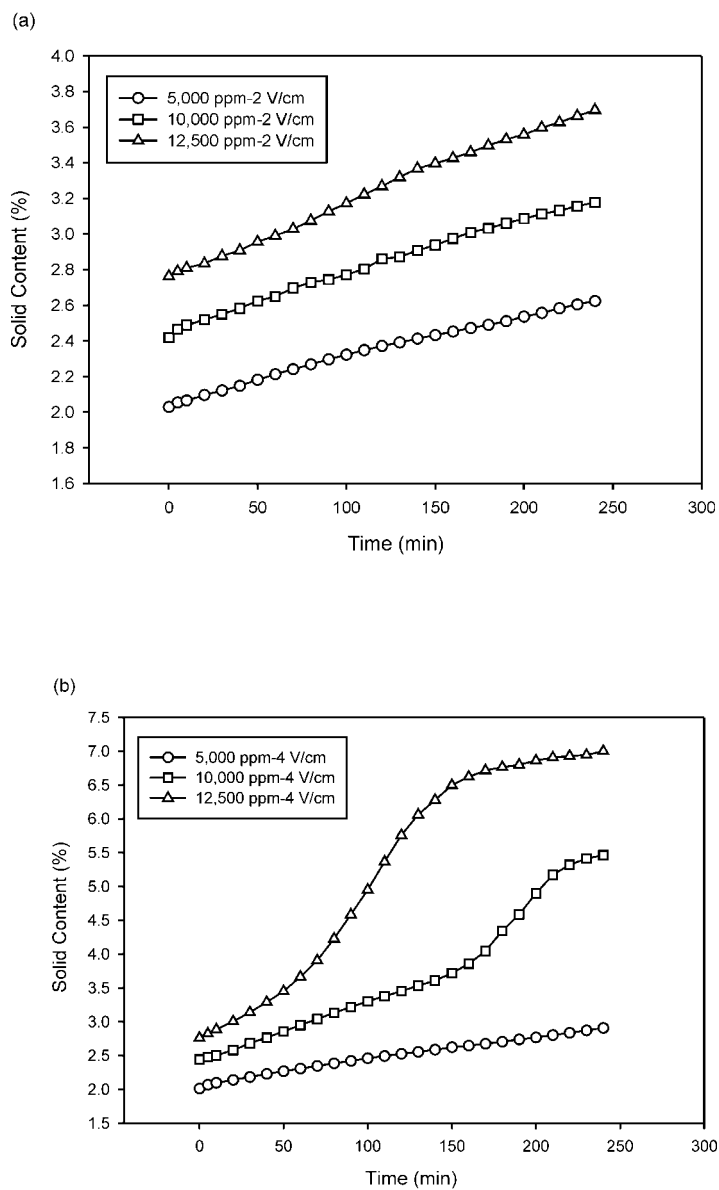 (a)
4.0
3.8
3.6
3.4
3.2
3.0
2.8
2.6
2.4
2.2
2.0
1.8
1.6
Solid Content (%)
5,000 ppm-2 V/cm
10,000 ppm-2 V/cm
12,500 ppm-2 V/cm
0 50 100 150 200 250 300
Time (min)
(b)
7.5
7.0
6.5
6.0
5.5
5.0
4.5
4.0
3.5
3.0
2.5
2.0
1.5
Solid Content (%)
5,000 ppm-4 V/cm
10,000 ppm-4 V/cm
12,500 ppm-4 V/cm
0 50 100 150 200 250 300
Time (min)